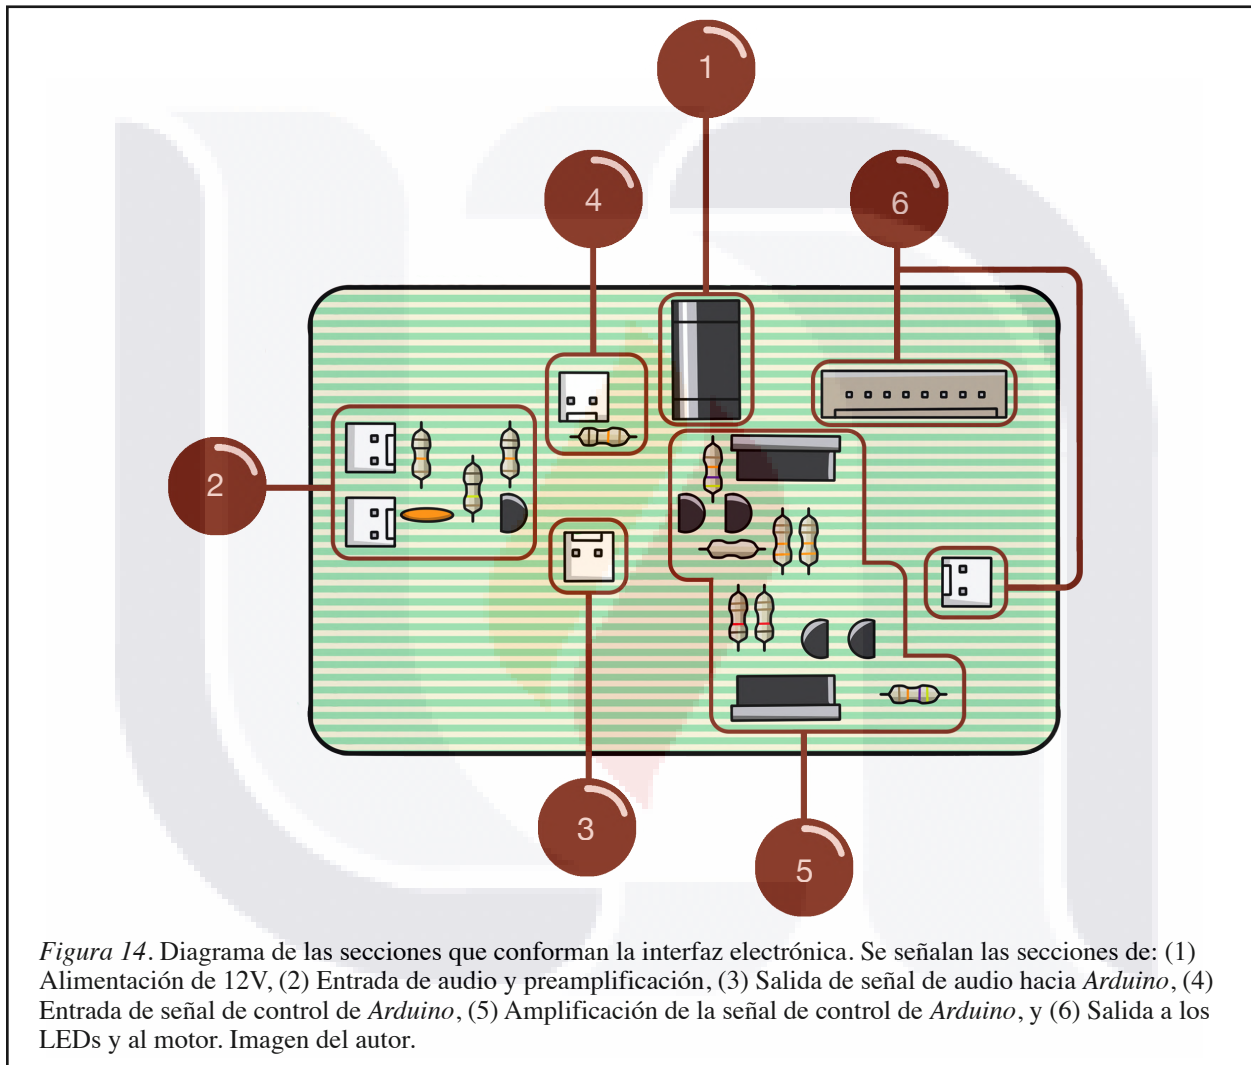 1
4
6
2
3
5
Figura 14. Diagrama de las secciones que conforman la interfaz electrónica. Se señalan las secciones de: (1)
Alimentación de 12V, (2) Entrada de audio y preamplificación, (3) Salida de señal de audio hacia Arduino, (4)
Entrada de señal de control de Arduino, (5) Amplificación de la señal de control de Arduino, y (6) Salida a los
LEDs y al motor. Imagen del autor.